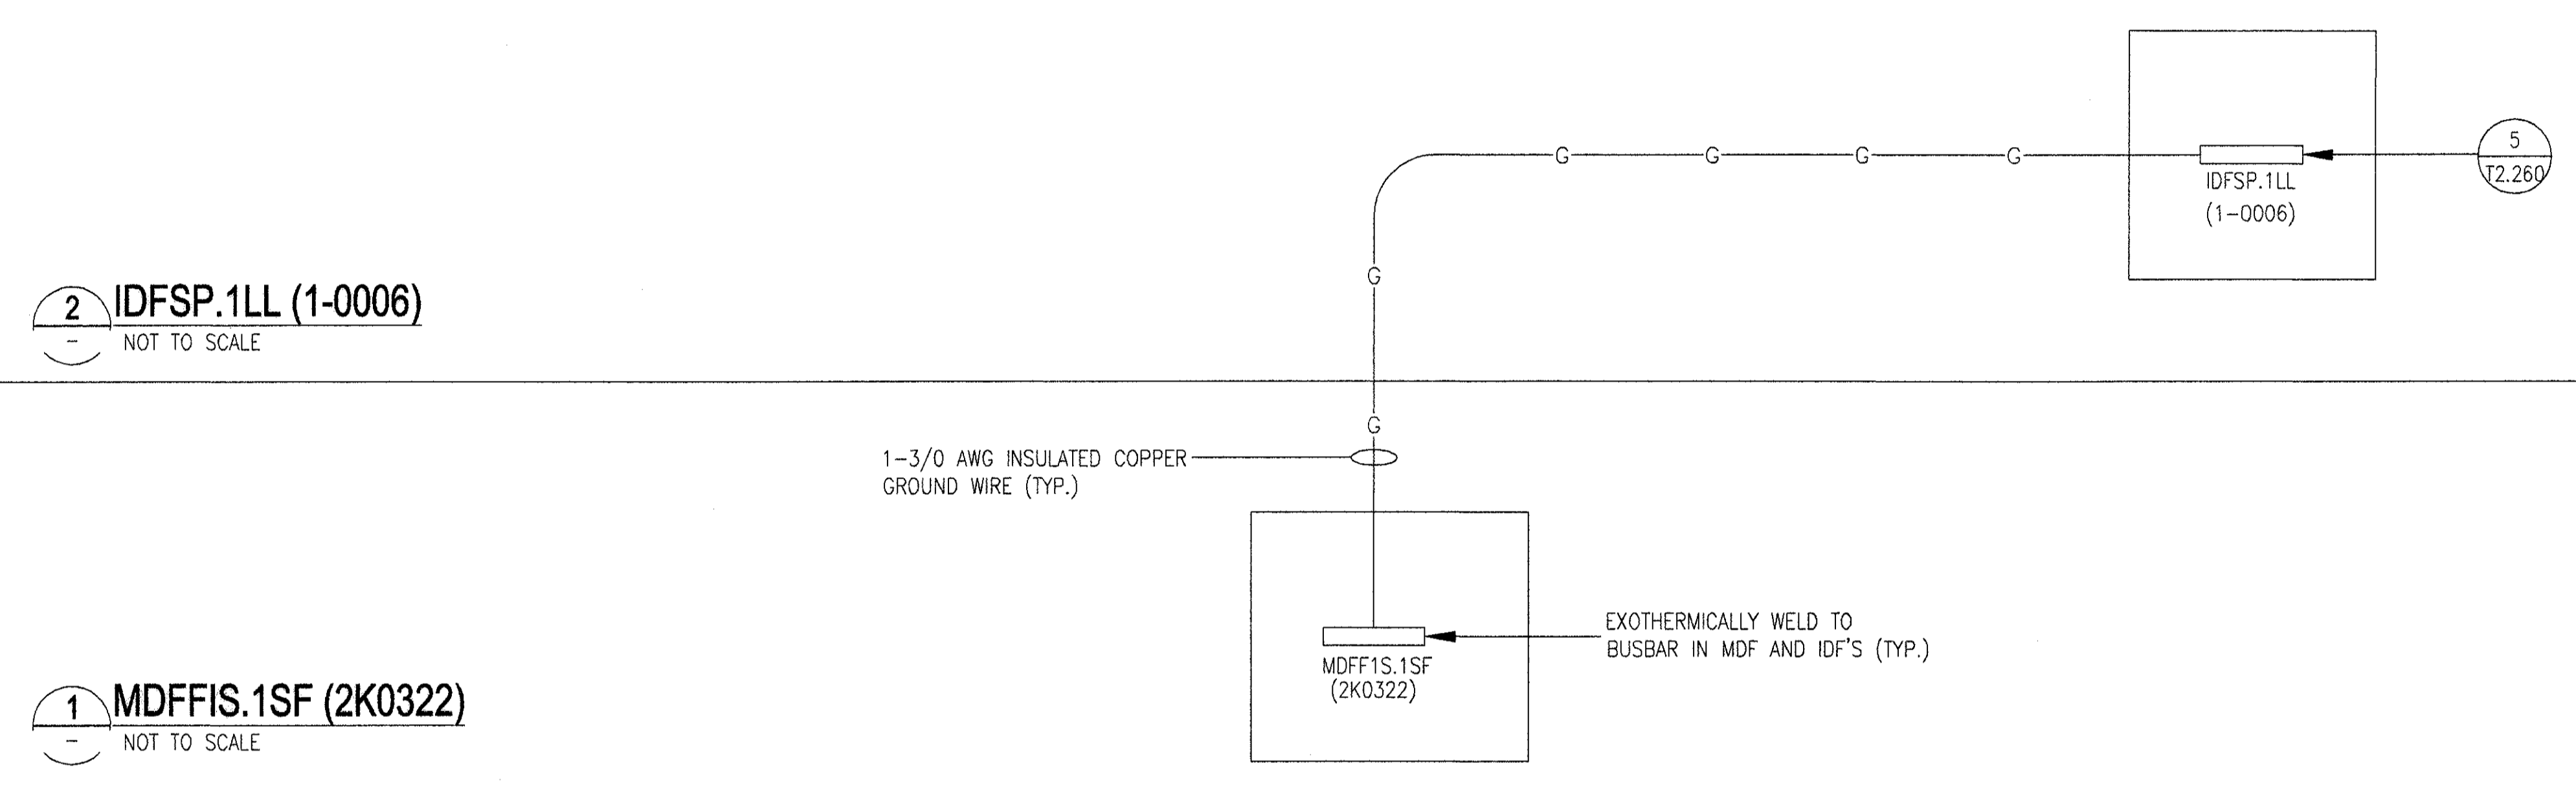 5
T2.260
G G G G
IDFSP.1LL
(1-0006)
G
2 IDFSP.1LL (1-0006)
- NOT TO SCALE
G
1-3/0 AWG INSULATED COPPER
GROUND WIRE (TYP.)
EXOTHERMICALLY WELD TO
BUSBAR IN MDF AND IDF'S (TYP.)
MDFF1S.1SF
(2K0322)
1 MDFFIS.1SF (2K0322)
- NOT TO SCALE